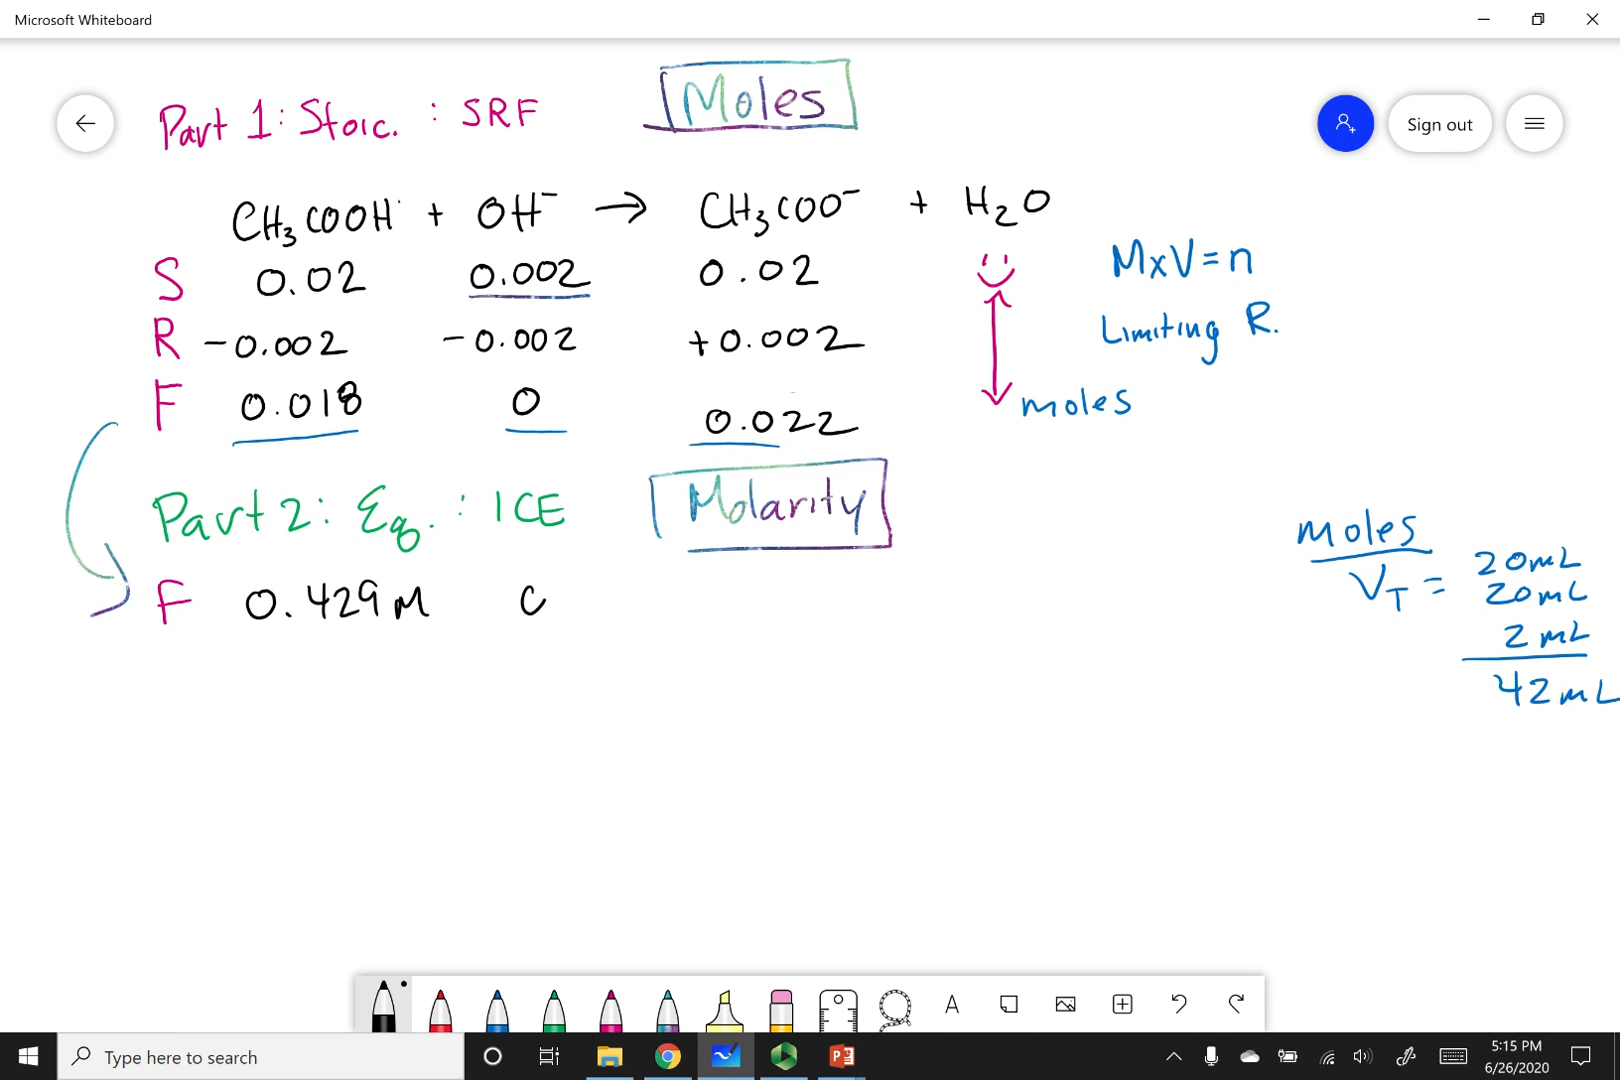 Microsoft Whiteboard
Part 1: Stoic. : SRF
Moles
Sign out
CH₃COOH + OH⁻ → CH₃COO⁻ + H₂O
S 0.02 0.002 0.02
R -0.002 -0.002 +0.002
F 0.018 0 0.022
MxV=n
Limiting R.
moles
Part 2: Eq. : ICE
Molarity
F 0.429M
moles
V_T = 20mL
20mL
2mL
42mL
A
Type here to search
5:15 PM
6/26/2020